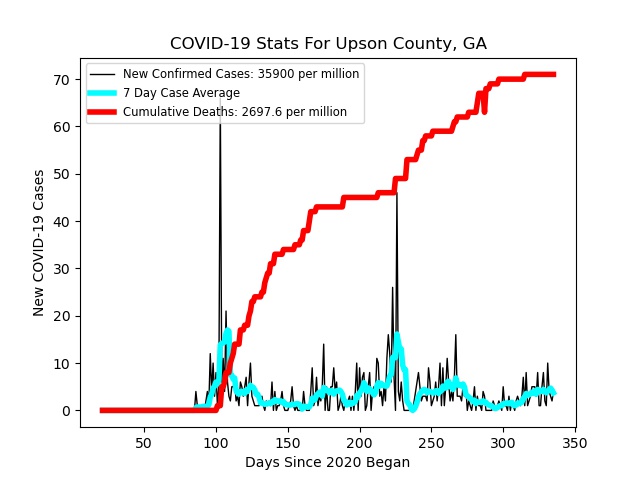 COVID-19 Stats For Upson County, GA
New Confirmed Cases: 35900 per million
7 Day Case Average
Cumulative Deaths: 2697.6 per million
New COVID-19 Cases
70
60
50
40
30
20
10
0
50 100 150 200 250 300 350
Days Since 2020 Began